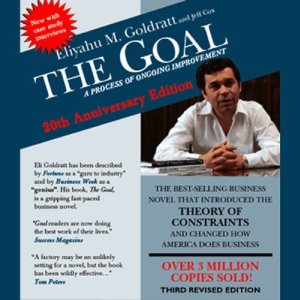 Now with
case study
interviews
Eliyahu M. Goldratt and Jeff Cox
THE GOAL
A PROCESS OF ONGOING IMPROVEMENT
20th Anniversary Edition
Eli Goldratt has been described
by Fortune as a "guru to industry"
and by Business Week as a
"genius". His book, The Goal,
is a gripping fast-paced
business novel.
"Goal readers are now doing
the best work of their lives."
Success Magazine
"A factory may be an unlikely
setting for a novel, but the book
has been wildly effective..."
Tom Peters
THE BEST-SELLING BUSINESS
NOVEL THAT INTRODUCED THE
THEORY OF
CONSTRAINTS
AND CHANGED HOW
AMERICA DOES BUSINESS
OVER 3 MILLION
COPIES SOLD!
THIRD REVISED EDITION